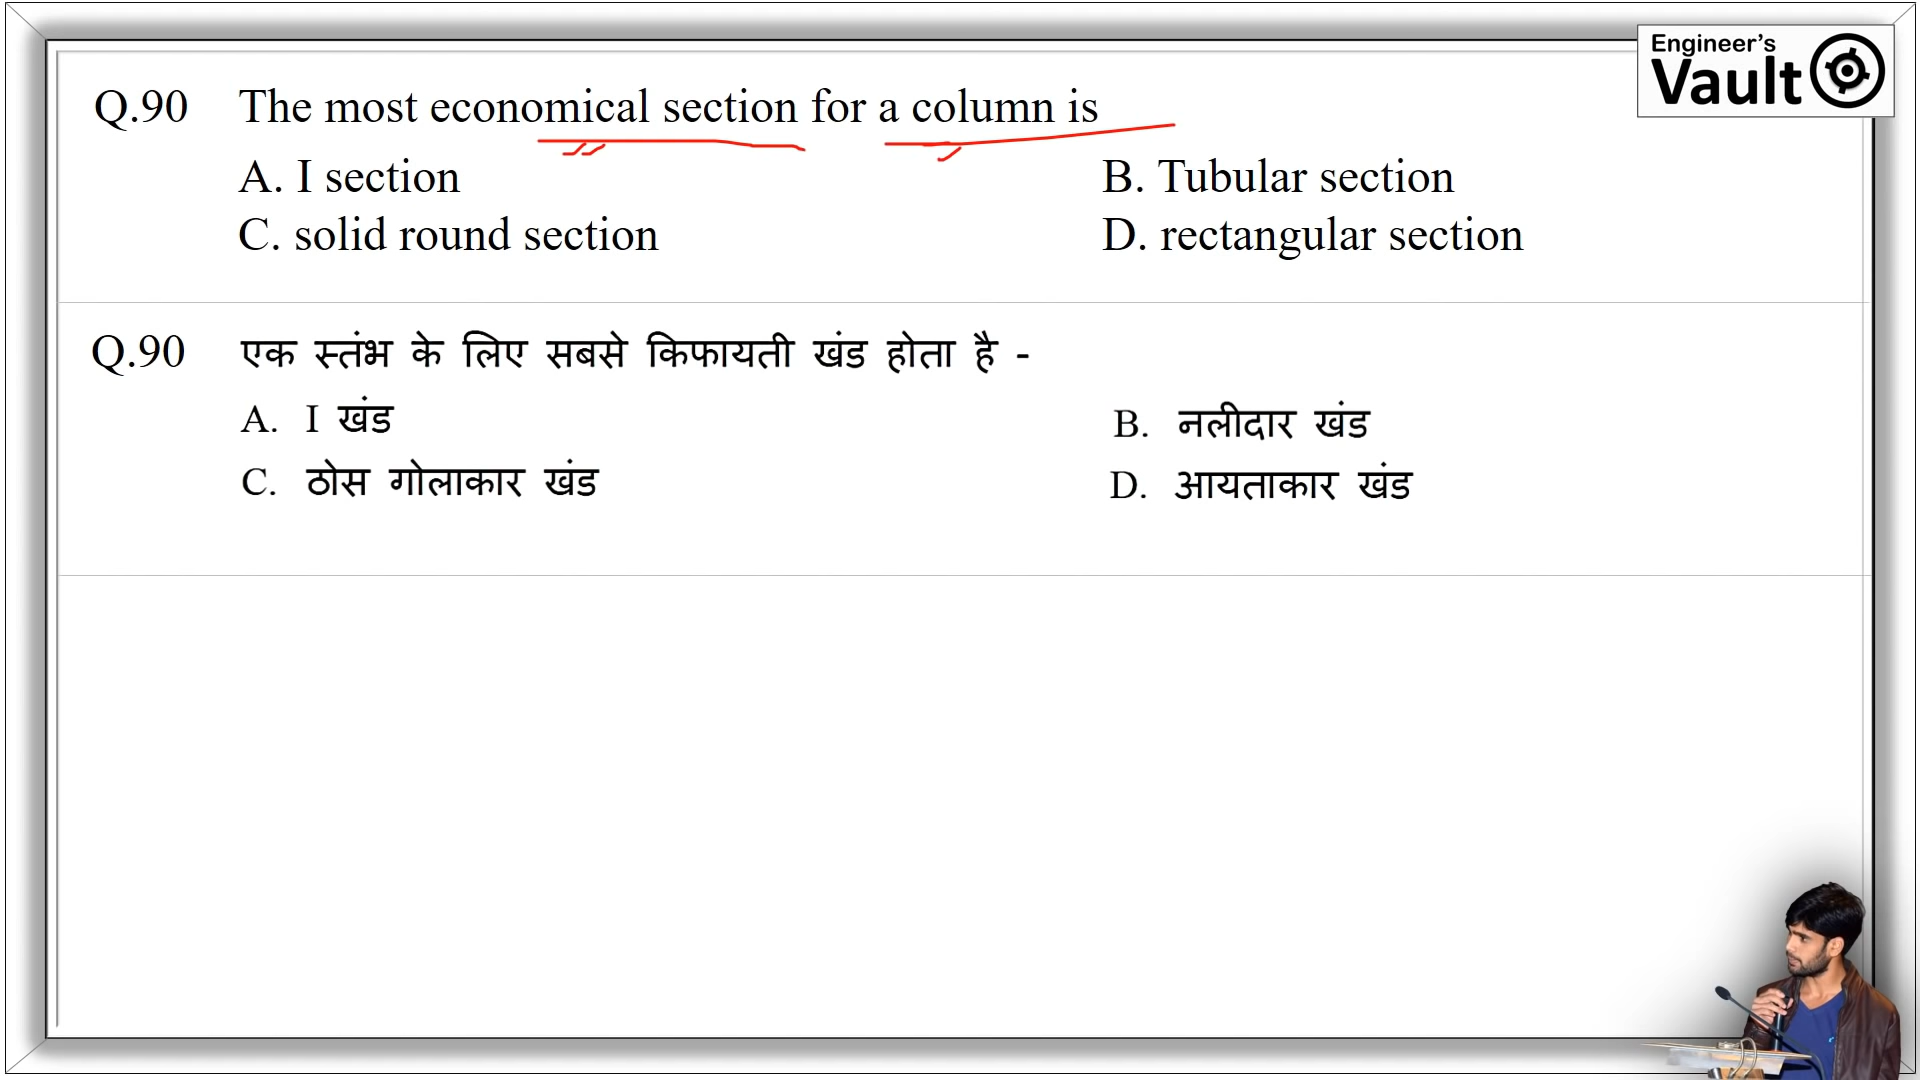 Engineer's
Vault
Q.90 The most economical section for a column is
A. I section B. Tubular section
C. solid round section D. rectangular section
Q.90 एक स्तंभ के लिए सबसे किफायती खंड होता है -
A. I खंड B. नलीदार खंड
C. ठोस गोलाकार खंड D. आयताकार खंड